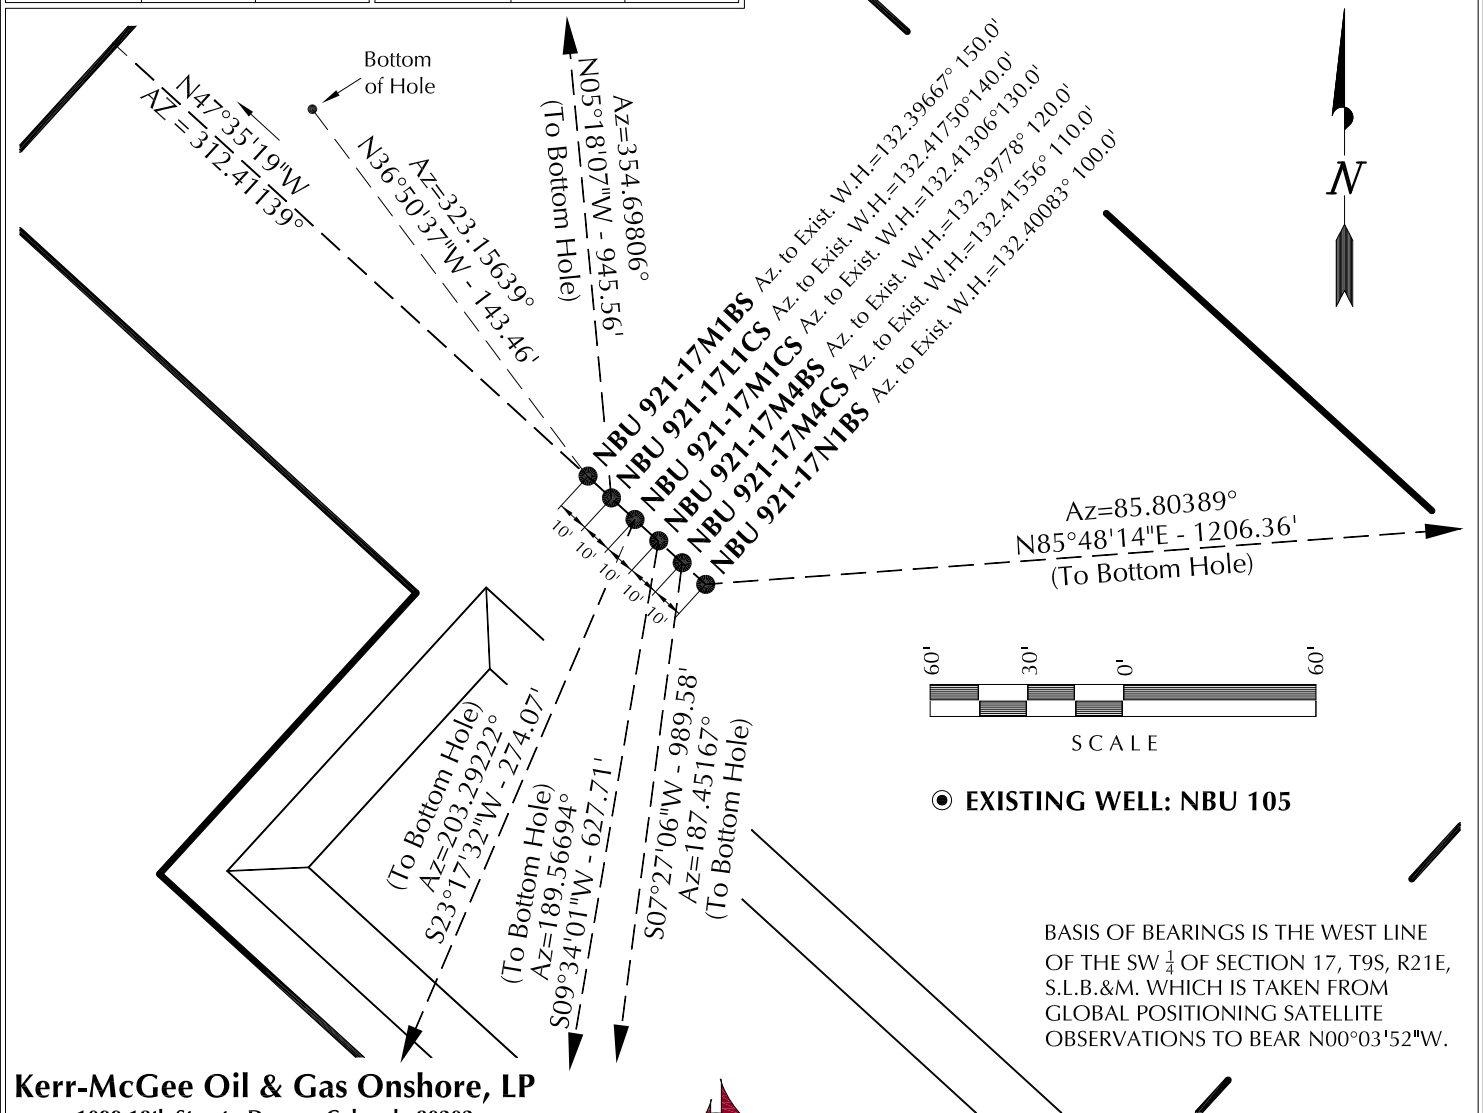 Bottom
of Hole
N47°35'19"W
AZ = 312.41139°
Az=323.15639°
N36°50'37"W - 143.46'
Az=354.69806°
N05°18'07"W - 945.56'
(To Bottom Hole)
NBU 921-17M1BS Az. to Exist. W.H.=132.39667° 150.0'
NBU 921-17L1CS Az. to Exist. W.H.=132.41750° 140.0'
NBU 921-17M1CS Az. to Exist. W.H.=132.41306° 130.0'
NBU 921-17M4BS Az. to Exist. W.H.=132.39778° 120.0'
NBU 921-17M4CS Az. to Exist. W.H.=132.41556° 110.0'
NBU 921-17N1BS Az. to Exist. W.H.=132.40083° 100.0'
N
10'
10'
10'
10'
10'
Az=85.80389°
N85°48'14"E - 1206.36'
(To Bottom Hole)
60' 30' 0' 60'
SCALE
EXISTING WELL: NBU 105
(To Bottom Hole)
Az=203.29222°
S23°17'32"W - 274.07'
(To Bottom Hole)
Az=189.56694°
S09°34'01"W - 627.71'
S07°27'06"W - 989.58'
Az=187.45167°
(To Bottom Hole)
BASIS OF BEARINGS IS THE WEST LINE
OF THE SW 1/4 OF SECTION 17, T9S, R21E,
S.L.B.&M. WHICH IS TAKEN FROM
GLOBAL POSITIONING SATELLITE
OBSERVATIONS TO BEAR N00°03'52"W.
Kerr-McGee Oil & Gas Onshore, LP